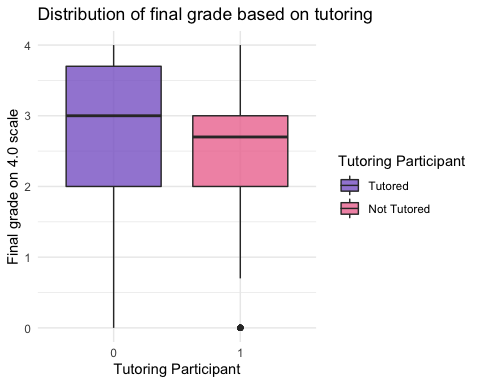 Distribution of final grade based on tutoring
Final grade on 4.0 scale
4
3
2
1
0
0
1
Tutoring Participant
Tutoring Participant
Tutored
Not Tutored